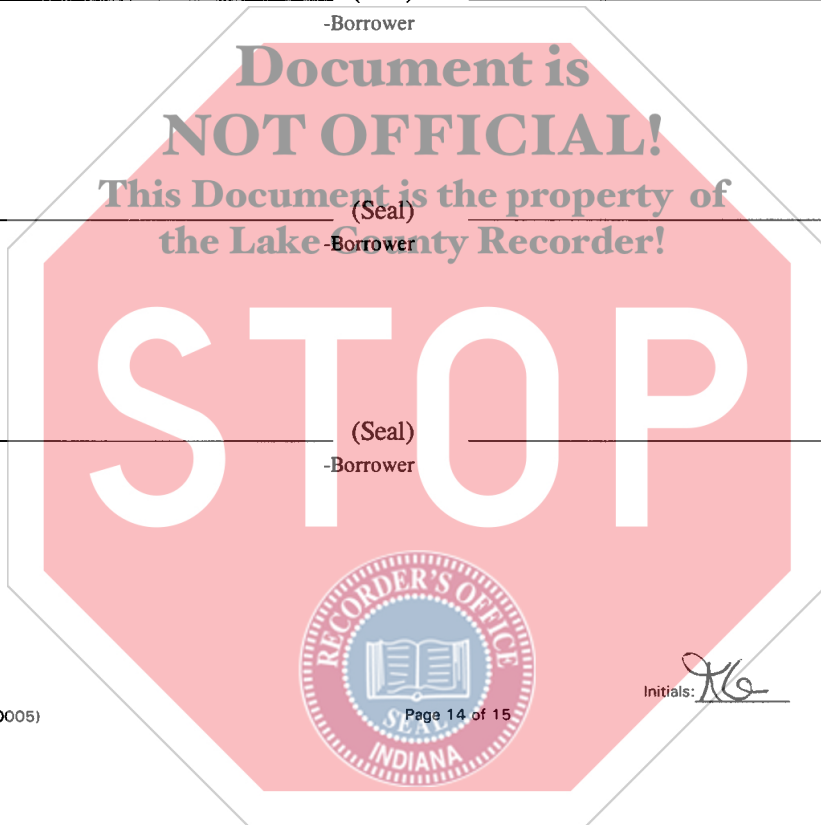 -Borrower
Document is
NOT OFFICIAL!
This Document is the property of
(Seal)
the Lake County Recorder!
-Borrower
STOP
(Seal)
-Borrower
RECORDER'S OFFICE
SEAL
INDIANA
Initials: KG
0005)
Page 14 of 15